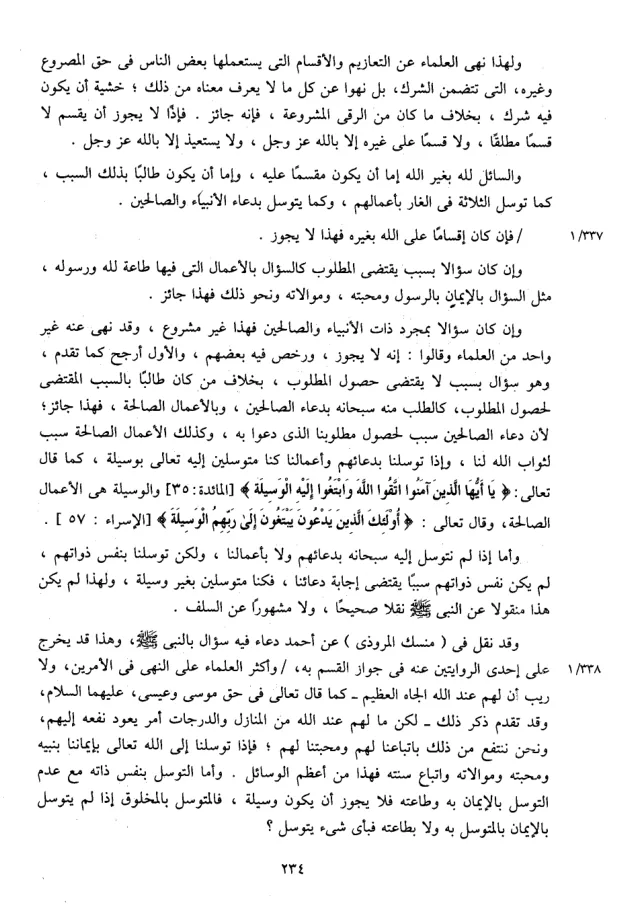 ولهذا نهى العلماء عن التعازيم والأقسام التى يستعملها بعض الناس فى حق المصروع
وغيره، التى تتضمن الشرك، بل نهوا عن كل ما لا يعرف معناه من ذلك ؛ خشية أن يكون
فيه شرك ، بخلاف ما كان من الرقى المشروعة ، فإنه جائز . فإذًا لا يجوز أن يقسم لا
قسمًا مطلقًا ، ولا قسمًا على غيره إلا بالله عز وجل ، ولا يستعيذ إلا بالله عز وجل .
والسائل لله بغير الله إما أن يكون مقسمًا عليه ، وإما أن يكون طالبًا بذلك السبب ،
كما توسل الثلاثة فى الغار بأعمالهم ، وكما يتوسل بدعاء الأنبياء والصالحين .
١/٣٣٧ / فإن كان إقسامًا على الله بغيره فهذا لا يجوز .
وإن كان سؤالا بسبب يقتضى المطلوب كالسؤال بالأعمال التى فيها طاعة لله ورسوله ،
مثل السؤال بالإيمان بالرسول ومحبته ، وموالاته ونحو ذلك فهذا جائز .
وإن كان سؤالا بمجرد ذات الأنبياء والصالحين فهذا غير مشروع ، وقد نهى عنه غير
واحد من العلماء وقالوا : إنه لا يجوز ، ورخص فيه بعضهم ، والأول أرجح كما تقدم ،
وهو سؤال بسبب لا يقتضى حصول المطلوب ، بخلاف من كان طالبًا بالسبب المقتضى
لحصول المطلوب، كالطلب منه سبحانه بدعاء الصالحين ، وبالأعمال الصالحة ، فهذا جائز؛
لأن دعاء الصالحين سبب لحصول مطلوبنا الذى دعوا به ، وكذلك الأعمال الصالحة سبب
لثواب الله لنا ، وإذا توسلنا بدعائهم وأعمالنا كنا متوسلين إليه تعالى بوسيلة ، كما قال
تعالى: ﴿ يَا أَيُّهَا الَّذِينَ آمَنُوا اتَّقُوا اللَّهَ وَابْتَغُوا إِلَيْهِ الْوَسِيلَةَ ﴾ [المائدة: ٣٥] والوسيلة هى الأعمال
الصالحة، وقال تعالى : ﴿ أُولَٰئِكَ الَّذِينَ يَدْعُونَ يَبْتَغُونَ إِلَىٰ رَبِّهِمُ الْوَسِيلَةَ ﴾ [الإسراء : ٥٧ ] .
وأما إذا لم نتوسل إليه سبحانه بدعائهم ولا بأعمالنا ، ولكن توسلنا بنفس ذواتهم ،
لم يكن نفس ذواتهم سببًا يقتضى إجابة دعائنا ، فكنا متوسلين بغير وسيلة ، ولهذا لم يكن
هذا منقولا عن النبى ﷺ نقلا صحيحًا ، ولا مشهورًا عن السلف .
وقد نقل فى ( منسك المروذى ) عن أحمد دعاء فيه سؤال بالنبى ﷺ، وهذا قد يخرج
١/٣٣٨ على إحدى الروايتين عنه فى جواز القسم به، / وأكثر العلماء على النهى فى الأمرين، ولا
ريب أن لهم عند الله الجاه العظيم ـ كما قال تعالى فى حق موسى وعيسى، عليهما السلام،
وقد تقدم ذكر ذلك ـ لكن ما لهم عند الله من المنازل والدرجات أمر يعود نفعه إليهم،
ونحن ننتفع من ذلك باتباعنا لهم ومحبتنا لهم ؛ فإذا توسلنا إلى الله تعالى بإيماننا بنبيه
ومحبته وموالاته واتباع سنته فهذا من أعظم الوسائل . وأما التوسل بنفس ذاته مع عدم
التوسل بالإيمان به وطاعته فلا يجوز أن يكون وسيلة ، فالمتوسل بالمخلوق إذا لم يتوسل
بالإيمان بالمتوسل به ولا بطاعته فبأى شىء يتوسل ؟
٢٣٤